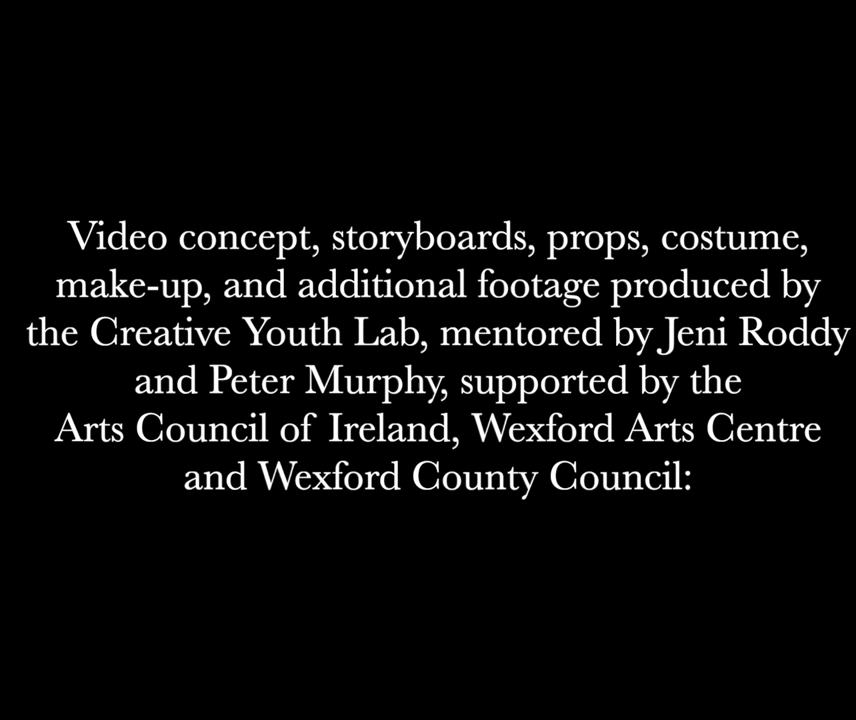 Video concept, storyboards, props, costume,
make-up, and additional footage produced by
the Creative Youth Lab, mentored by Jeni Roddy
and Peter Murphy, supported by the
Arts Council of Ireland, Wexford Arts Centre
and Wexford County Council: